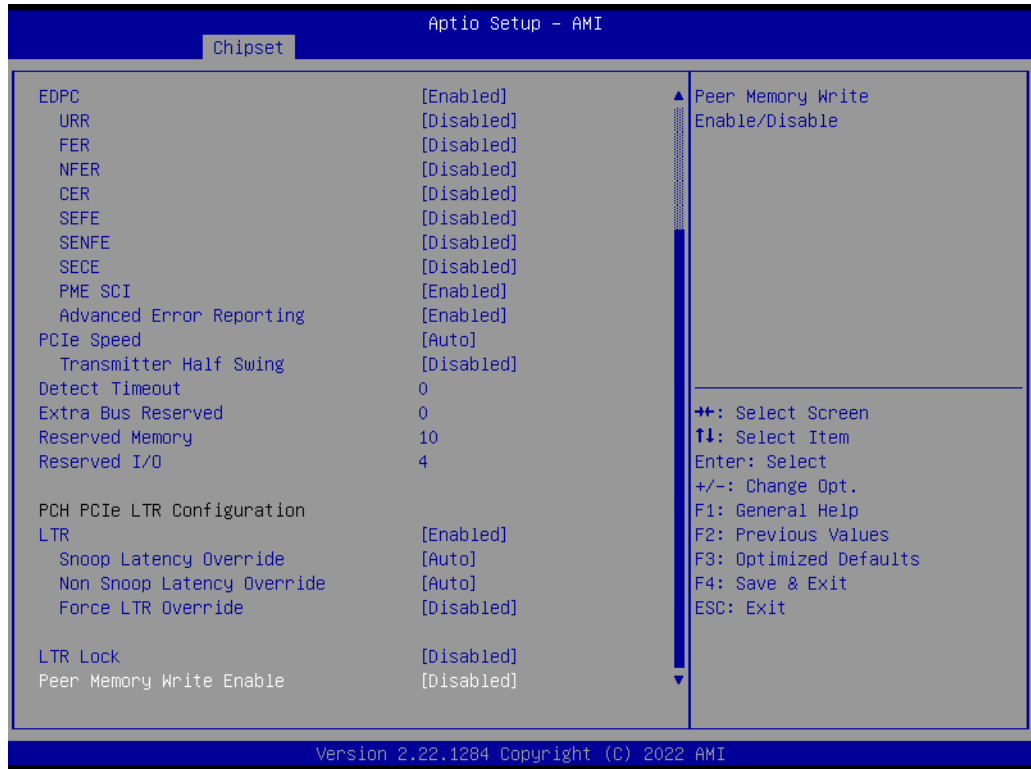 Aptio Setup – AMI
Chipset
EDPC [Enabled]
URR [Disabled]
FER [Disabled]
NFER [Disabled]
CER [Disabled]
SEFE [Disabled]
SENFE [Disabled]
SECE [Disabled]
PME SCI [Enabled]
Advanced Error Reporting [Enabled]
PCIe Speed [Auto]
Transmitter Half Swing [Disabled]
Detect Timeout 0
Extra Bus Reserved 0
Reserved Memory 10
Reserved I/O 4
PCH PCIe LTR Configuration
LTR [Enabled]
Snoop Latency Override [Auto]
Non Snoop Latency Override [Auto]
Force LTR Override [Disabled]
LTR Lock [Disabled]
Peer Memory Write Enable [Disabled]
Peer Memory Write
Enable/Disable
→←: Select Screen
↑↓: Select Item
Enter: Select
+/-: Change Opt.
F1: General Help
F2: Previous Values
F3: Optimized Defaults
F4: Save & Exit
ESC: Exit
Version 2.22.1284 Copyright (C) 2022 AMI